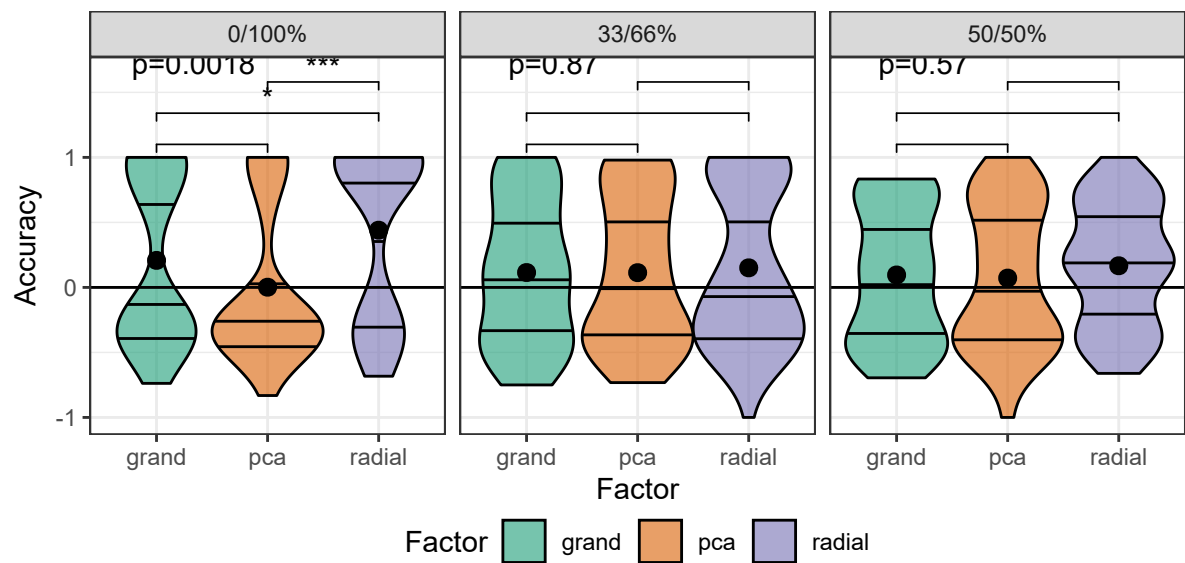 0/100%
33/66%
50/50%
p=0.0018
***
*
p=0.87
p=0.57
Accuracy
1
0
-1
grand pca radial
grand pca radial
grand pca radial
Factor
Factor grand pca radial